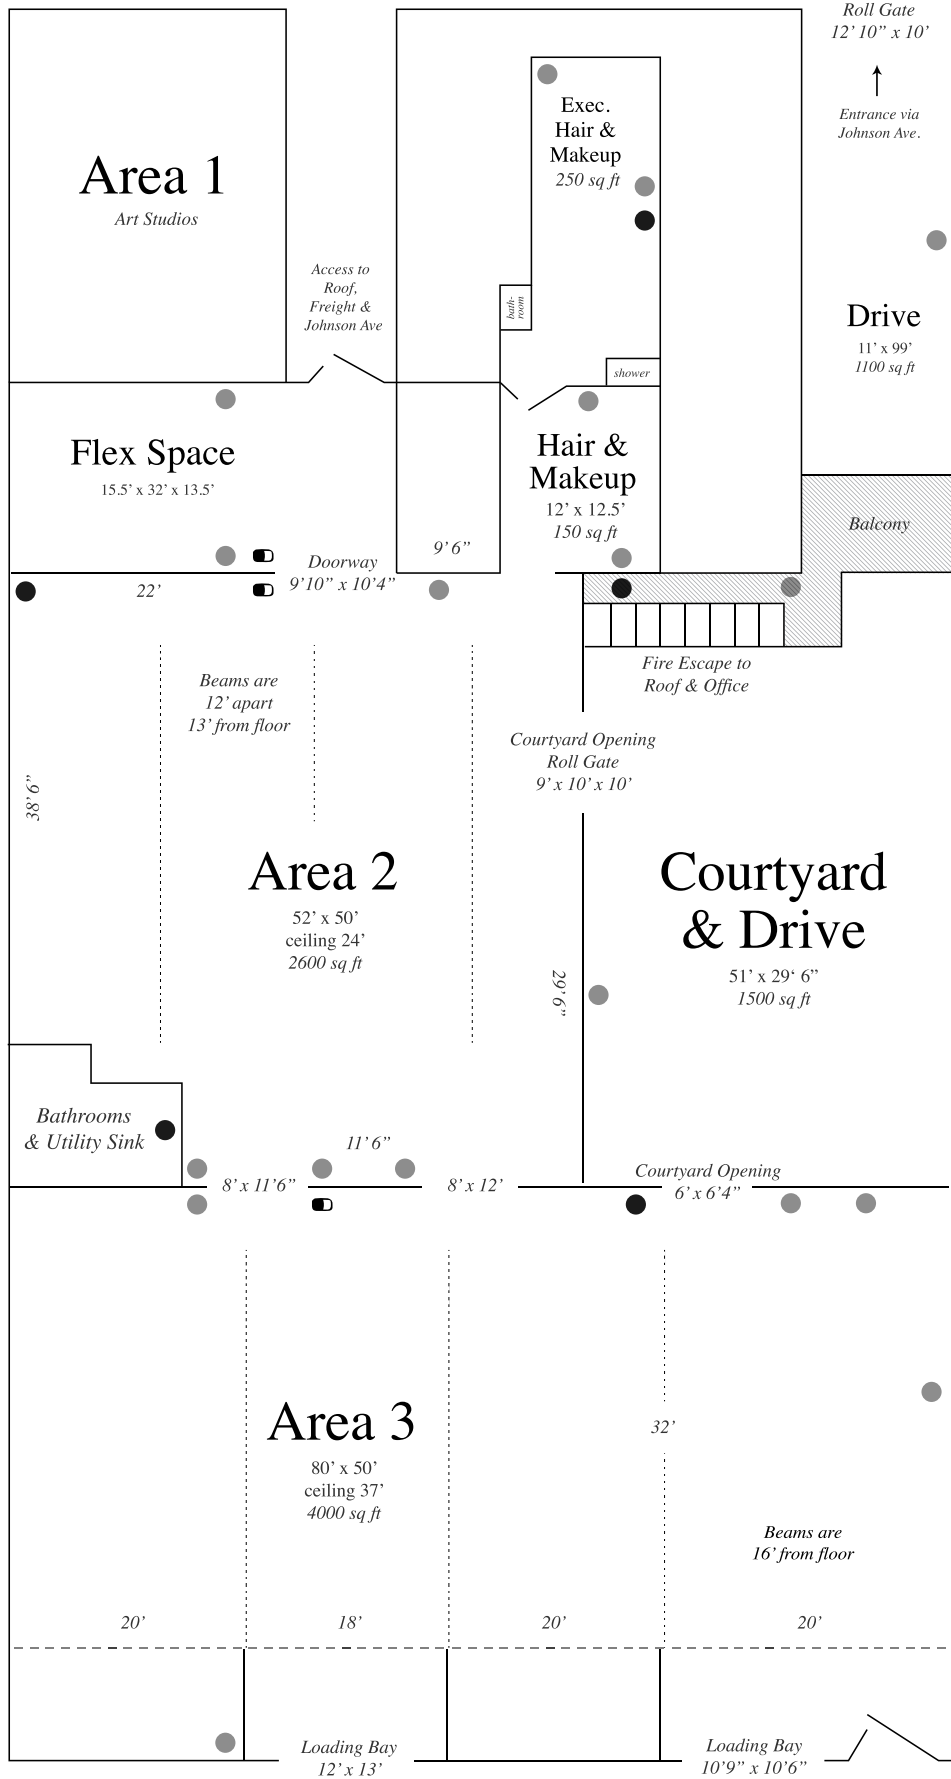 Roll Gate
12’ 10” x 10’
Entrance via
Johnson Ave.
Exec.
Hair &
Makeup
250 sq ft
Area 1
Art Studios
Access to
Roof,
Freight &
Johnson Ave
bath-
room
Drive
11’ x 99’
1100 sq ft
shower
Flex Space
15.5’ x 32’ x 13.5’
Hair &
Makeup
12’ x 12.5’
150 sq ft
Balcony
9’ 6”
Doorway
9’10” x 10’4”
22’
Fire Escape to
Roof & Office
Beams are
12’ apart
13’ from floor
Courtyard Opening
Roll Gate
9’ x 10’ x 10’
38’ 6”
Area 2
52’ x 50’
ceiling 24’
2600 sq ft
Courtyard
& Drive
51’ x 29‘ 6”
1500 sq ft
29’ 6”
Bathrooms
& Utility Sink
11’ 6”
8’ x 11’6”
8’ x 12’
Courtyard Opening
6’ x 6’4”
Area 3
80’ x 50’
ceiling 37’
4000 sq ft
32’
Beams are
16’ from floor
20’
18’
20’
20’
Loading Bay
12’ x 13’
Loading Bay
10’9” x 10’6”